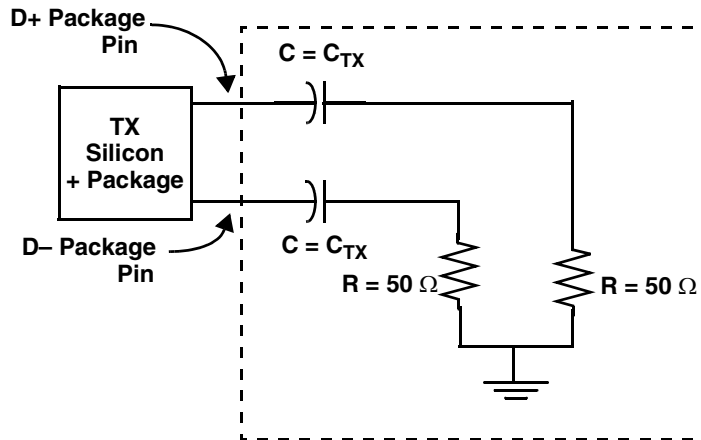 D+ Package
Pin
C = CTX
TX
Silicon
+ Package
D– Package
Pin
C = CTX
R = 50 Ω
R = 50 Ω